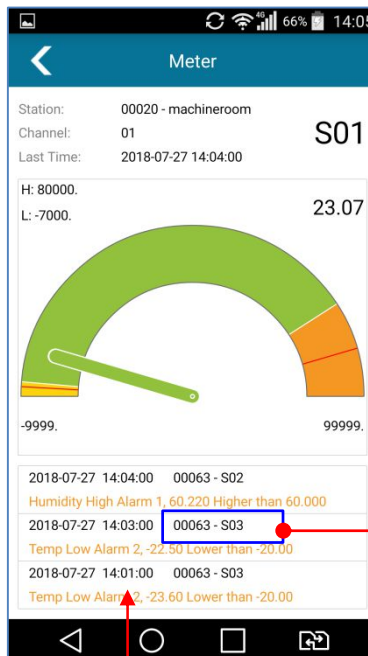 4G 66% 14:05
Meter
Station: 00020 - machineroom
Channel: 01
S01
Last Time: 2018-07-27 14:04:00
H: 80000.
L: -7000.
23.07
-9999. 99999.
2018-07-27 14:04:00 00063 - S02
Humidity High Alarm 1, 60.220 Higher than 60.000
2018-07-27 14:03:00 00063 - S03
Temp Low Alarm 2, -22.50 Lower than -20.00
2018-07-27 14:01:00 00063 - S03
Temp Low Alarm 2, -23.60 Lower than -20.00